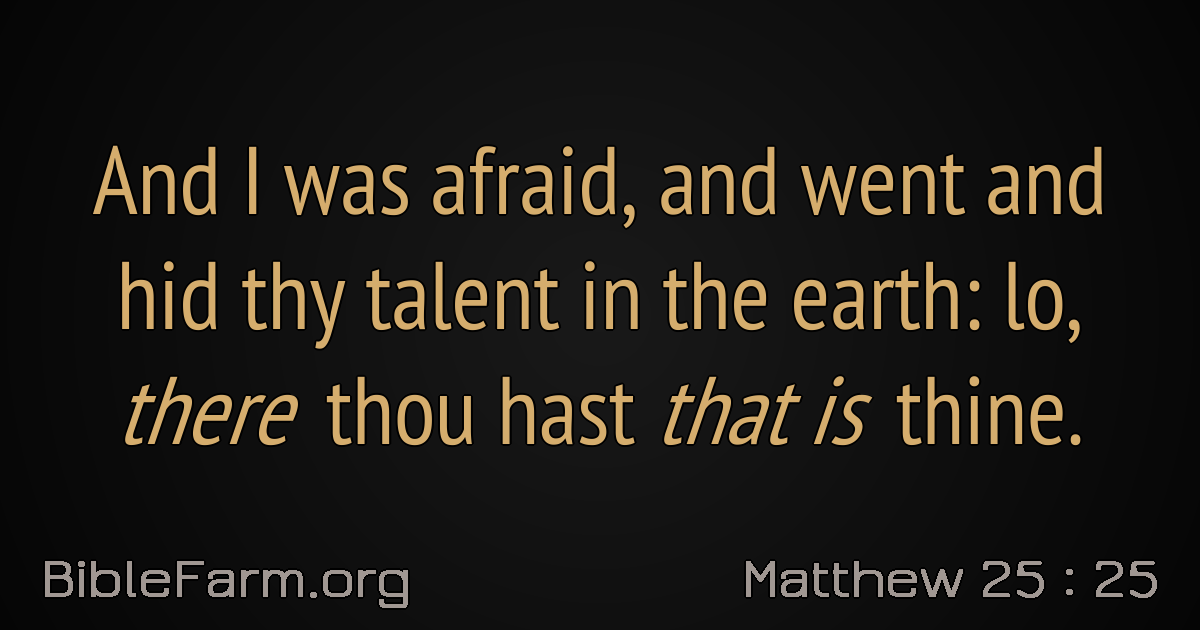 And I was afraid, and went and
hid thy talent in the earth: lo,
there thou hast that is thine.
BibleFarm.org
Matthew 25 : 25